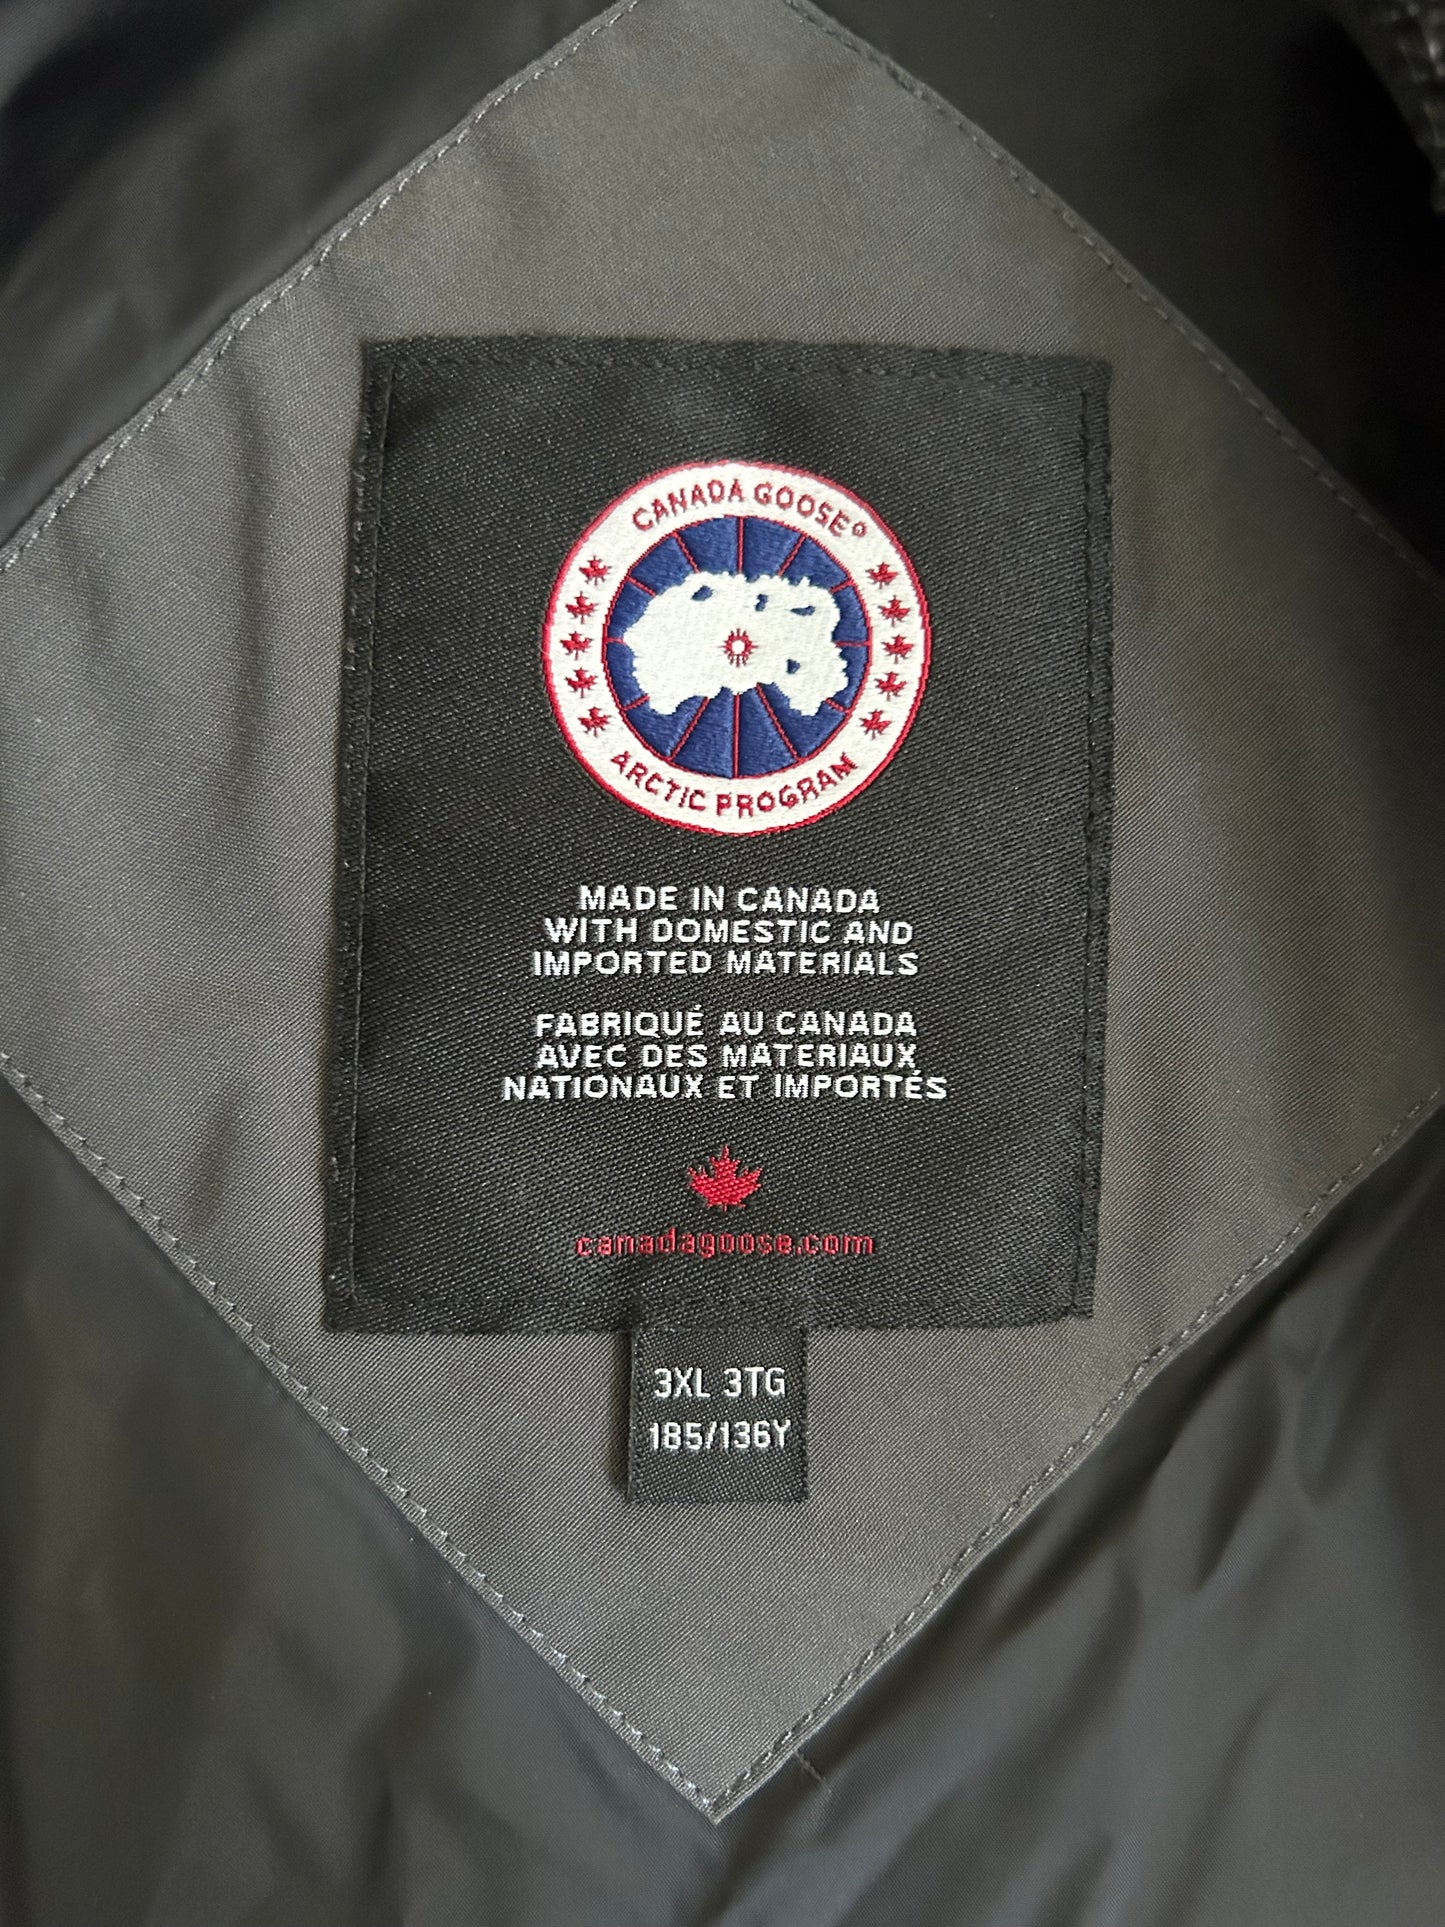 CANADA GOOSE®
ARCTIC PROGRAM
MADE IN CANADA
WITH DOMESTIC AND
IMPORTED MATERIALS
FABRIQUÉ AU CANADA
AVEC DES MATERIAUX
NATIONAUX ET IMPORTÉS
canadagoose.com
3XL 3TG
185/136Y